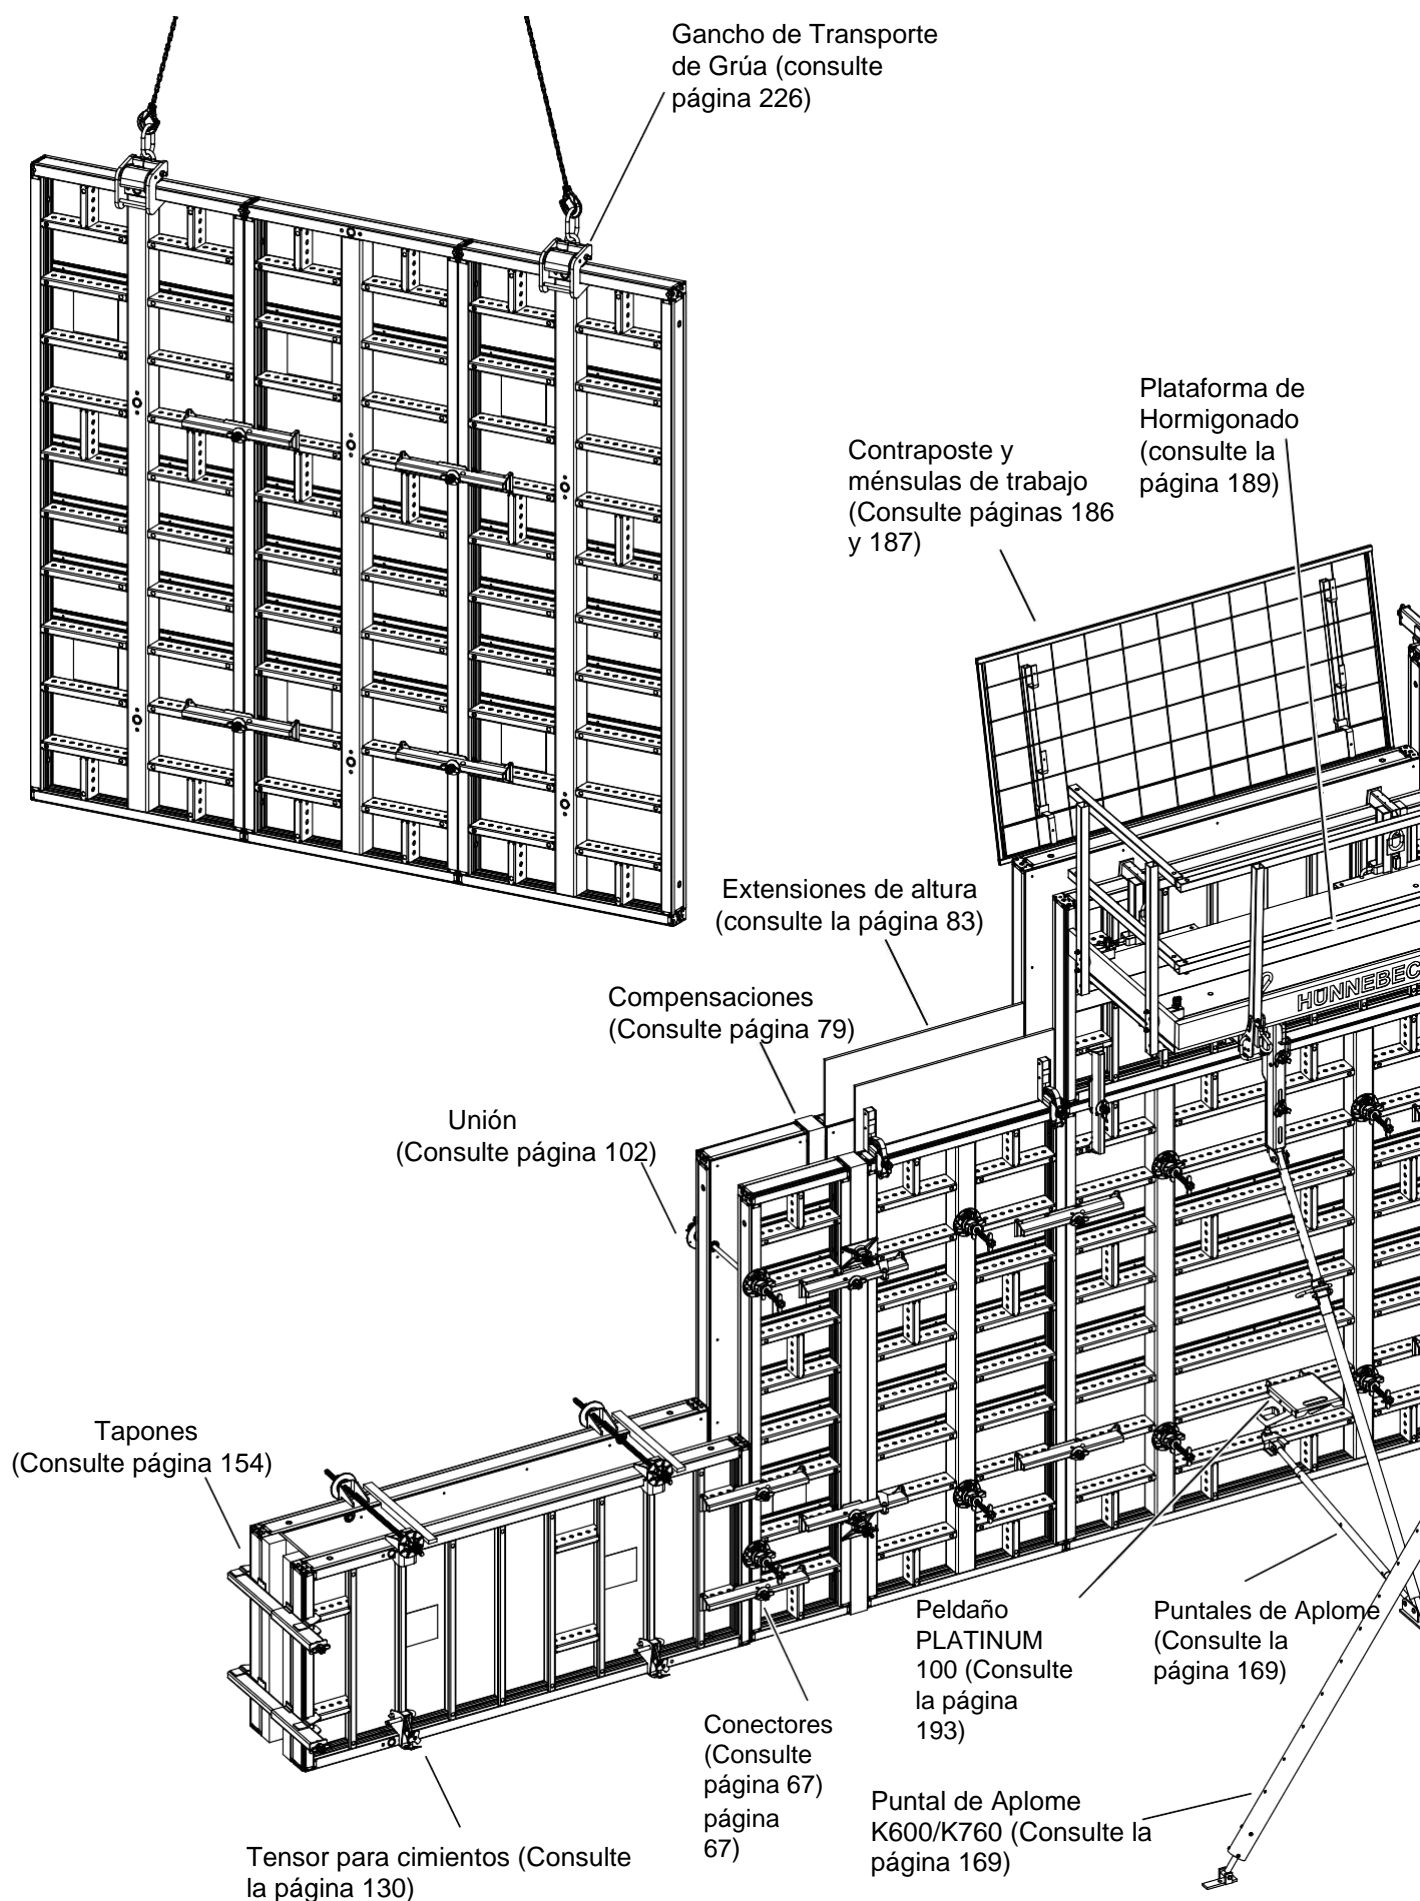 Gancho de Transporte
de Grúa (consulte
página 226)
Plataforma de
Hormigonado
(consulte la
página 189)
Contraposte y
ménsulas de trabajo
(Consulte páginas 186
y 187)
Extensiones de altura
(consulte la página 83)
HÜNNEBEC
Compensaciones
(Consulte página 79)
Unión
(Consulte página 102)
Tapones
(Consulte página 154)
Peldaño
PLATINUM
100 (Consulte
la página
193)
Puntales de Aplome
(Consulte la
página 169)
Conectores
(Consulte
página 67)
página
67)
Puntal de Aplome
K600/K760 (Consulte la
página 169)
Tensor para cimientos (Consulte
la página 130)